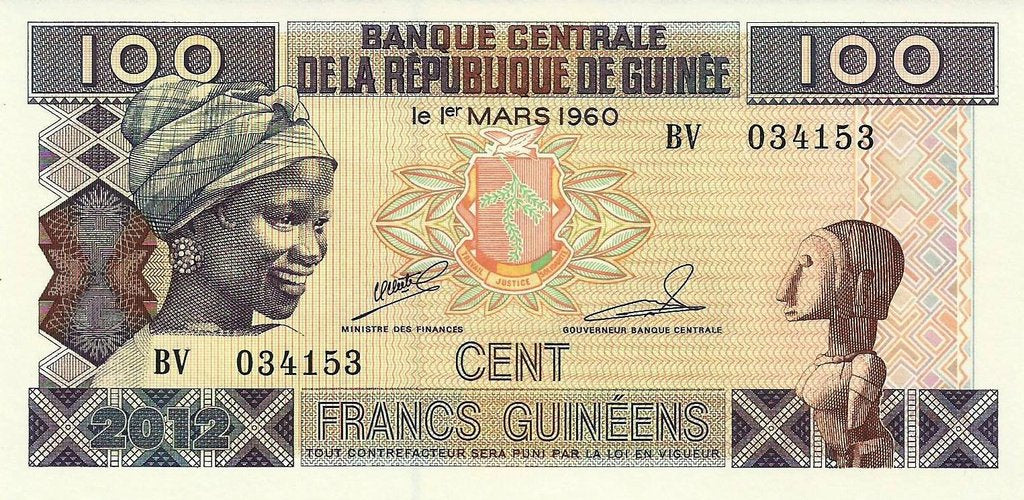 100
BANQUE CENTRALE
100
DE LA RÉPUBLIQUE DE GUINÉE
le 1er MARS 1960
BV 034153
JUSTICE
MINISTRE DES FINANCES
GOUVERNEUR BANQUE CENTRALE
BV 034153
CENT
2012
FRANCS GUINÉENS
TOUT CONTREFACTEUR SERA PUNI PAR LA LOI EN VIGUEUR